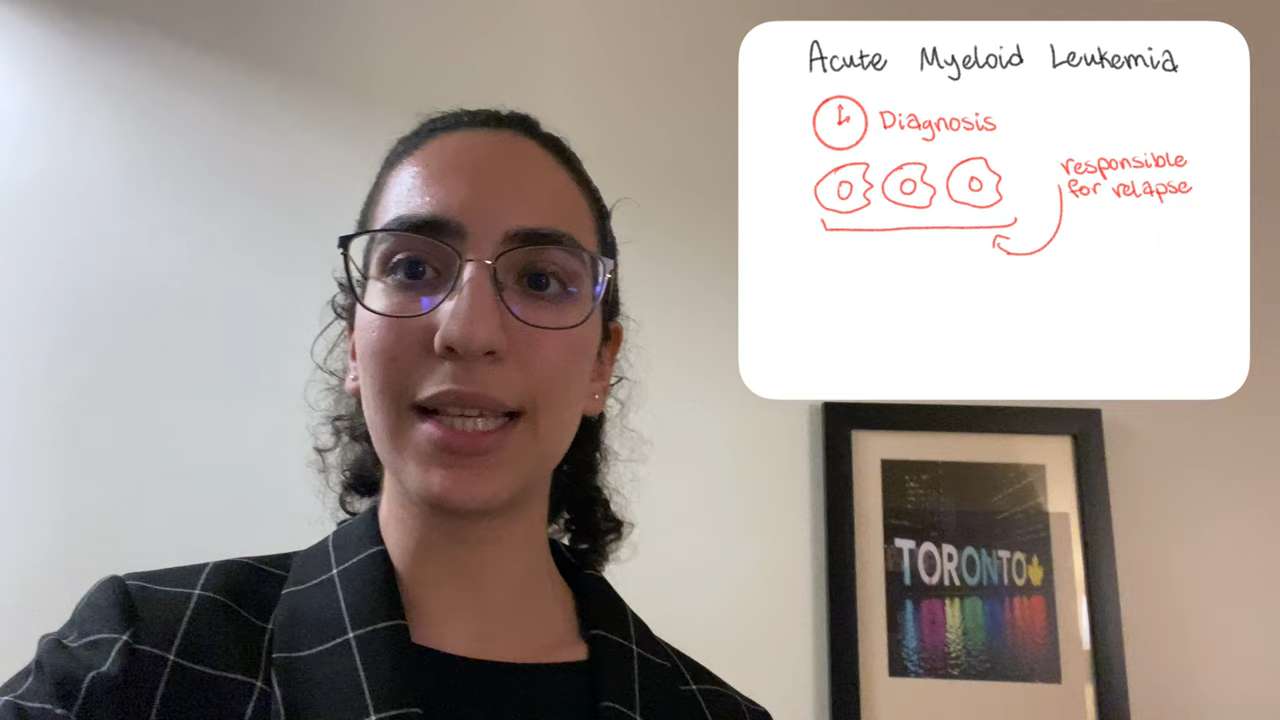 Acute Myeloid Leukemia
Diagnosis
responsible
for relapse
TORONTO